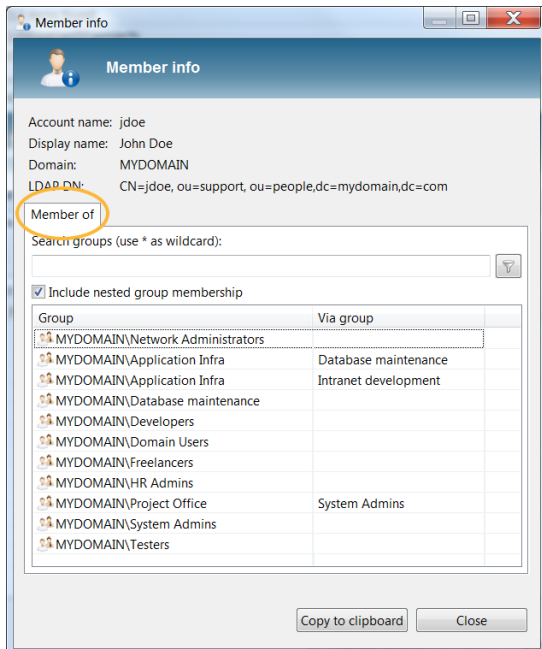 Member info
Member info
Account name: jdoe
Display name: John Doe
Domain: MYDOMAIN
LDAP DN: CN=jdoe, ou=support, ou=people,dc=mydomain,dc=com
Member of
Search groups (use * as wildcard):
Include nested group membership
Group Via group
MYDOMAIN\Network Administrators
MYDOMAIN\Application Infra Database maintenance
MYDOMAIN\Application Infra Intranet development
MYDOMAIN\Database maintenance
MYDOMAIN\Developers
MYDOMAIN\Domain Users
MYDOMAIN\Freelancers
MYDOMAIN\HR Admins
MYDOMAIN\Project Office System Admins
MYDOMAIN\System Admins
MYDOMAIN\Testers
Copy to clipboard Close